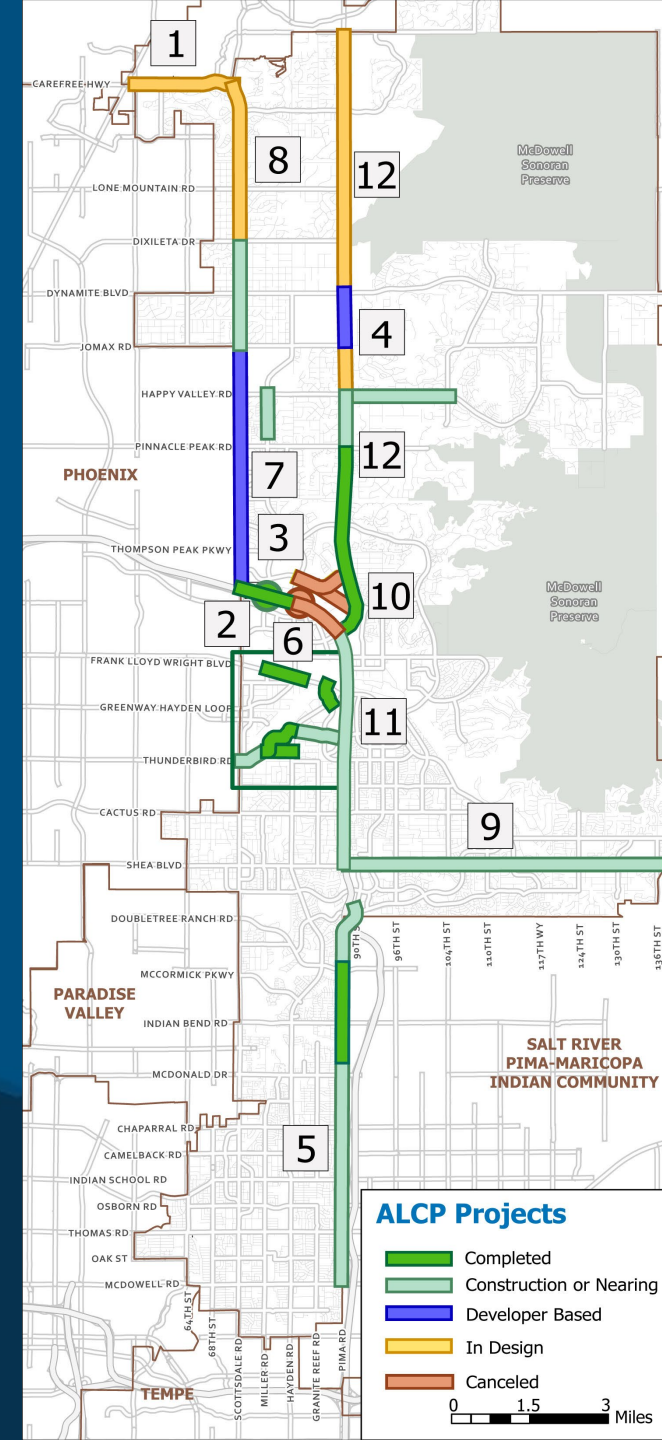 1
CAREFREE HWY
8
12
McDowell
Sonoran
Preserve
LONE MOUNTAIN RD
DIXILETA DR
DYNAMITE BLVD
4
JOMAX RD
HAPPY VALLEY RD
PINNACLE PEAK RD
12
PHOENIX
7
3
THOMPSON PEAK PKWY
10
McDowell
Sonoran
Preserve
2
6
FRANK LLOYD WRIGHT BLVD
GREENWAY HAYDEN LOOP
11
THUNDERBIRD RD
CACTUS RD
9
SHEA BLVD
DOUBLETREE RANCH RD
90TH S
96TH ST
104TH ST
110TH ST
117TH WY
124TH ST
130TH ST
136TH ST
MCCORMICK PKWY
PARADISE
VALLEY
INDIAN BEND RD
SALT RIVER
PIMA-MARICOPA
INDIAN COMMUNITY
MCDONALD DR
CHAPARRAL RD
5
CAMELBACK RD
INDIAN SCHOOL RD
OSBORN RD
THOMAS RD
OAK ST
MCDOWELL RD
64TH ST
68TH ST
SCOTTSDALE RD
MILLER RD
HAYDEN RD
GRANITE REEF RD
PIMA RD
TEMPE
ALCP Projects
Completed
Construction or Nearing
Developer Based
In Design
Canceled
0 1.5 3 Miles